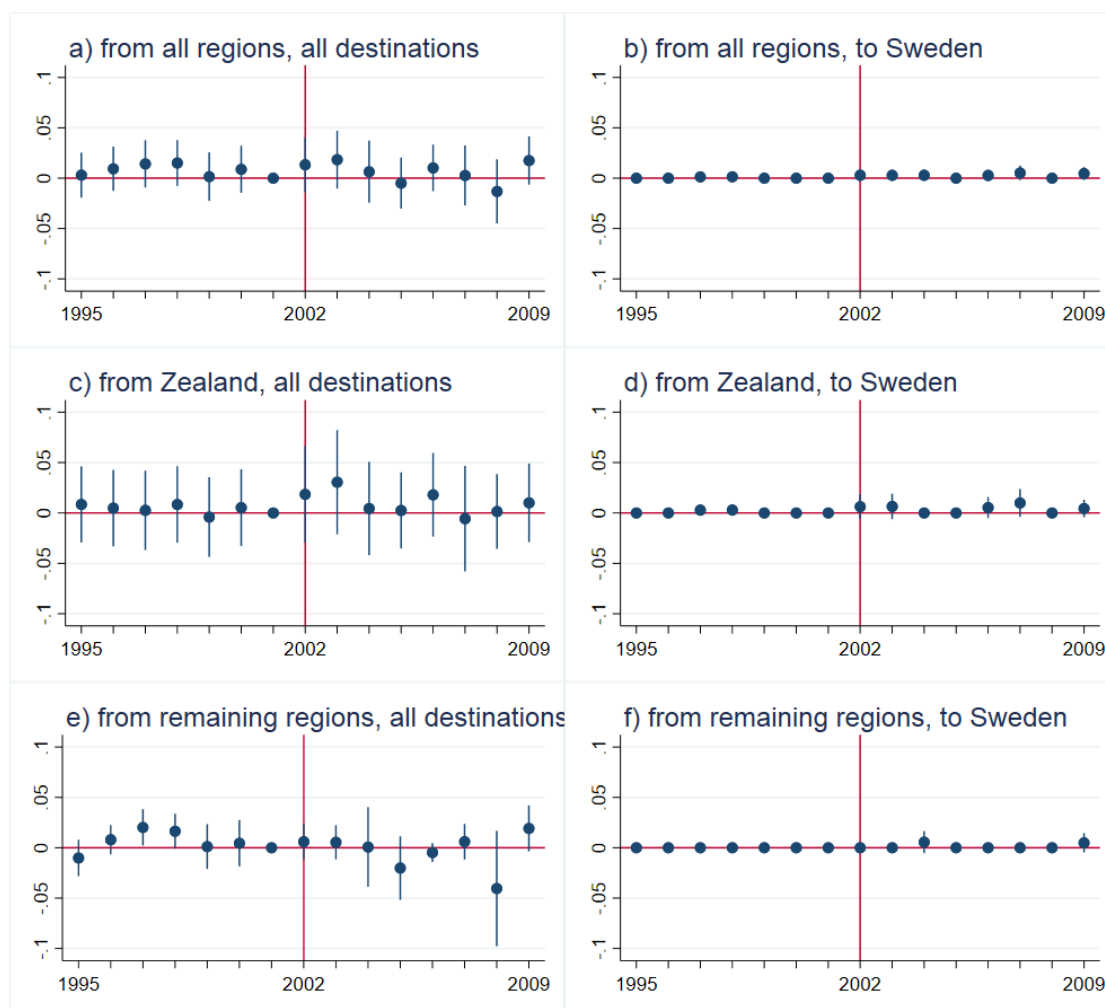 a) from all regions, all destinations
.1
.05
0
-.05
-.1
1995 2002 2009
b) from all regions, to Sweden
.1
.05
0
-.05
-.1
1995 2002 2009
c) from Zealand, all destinations
.1
.05
0
-.05
-.1
1995 2002 2009
d) from Zealand, to Sweden
.1
.05
0
-.05
-.1
1995 2002 2009
e) from remaining regions, all destinations
.1
.05
0
-.05
-.1
1995 2002 2009
f) from remaining regions, to Sweden
.1
.05
0
-.05
-.1
1995 2002 2009